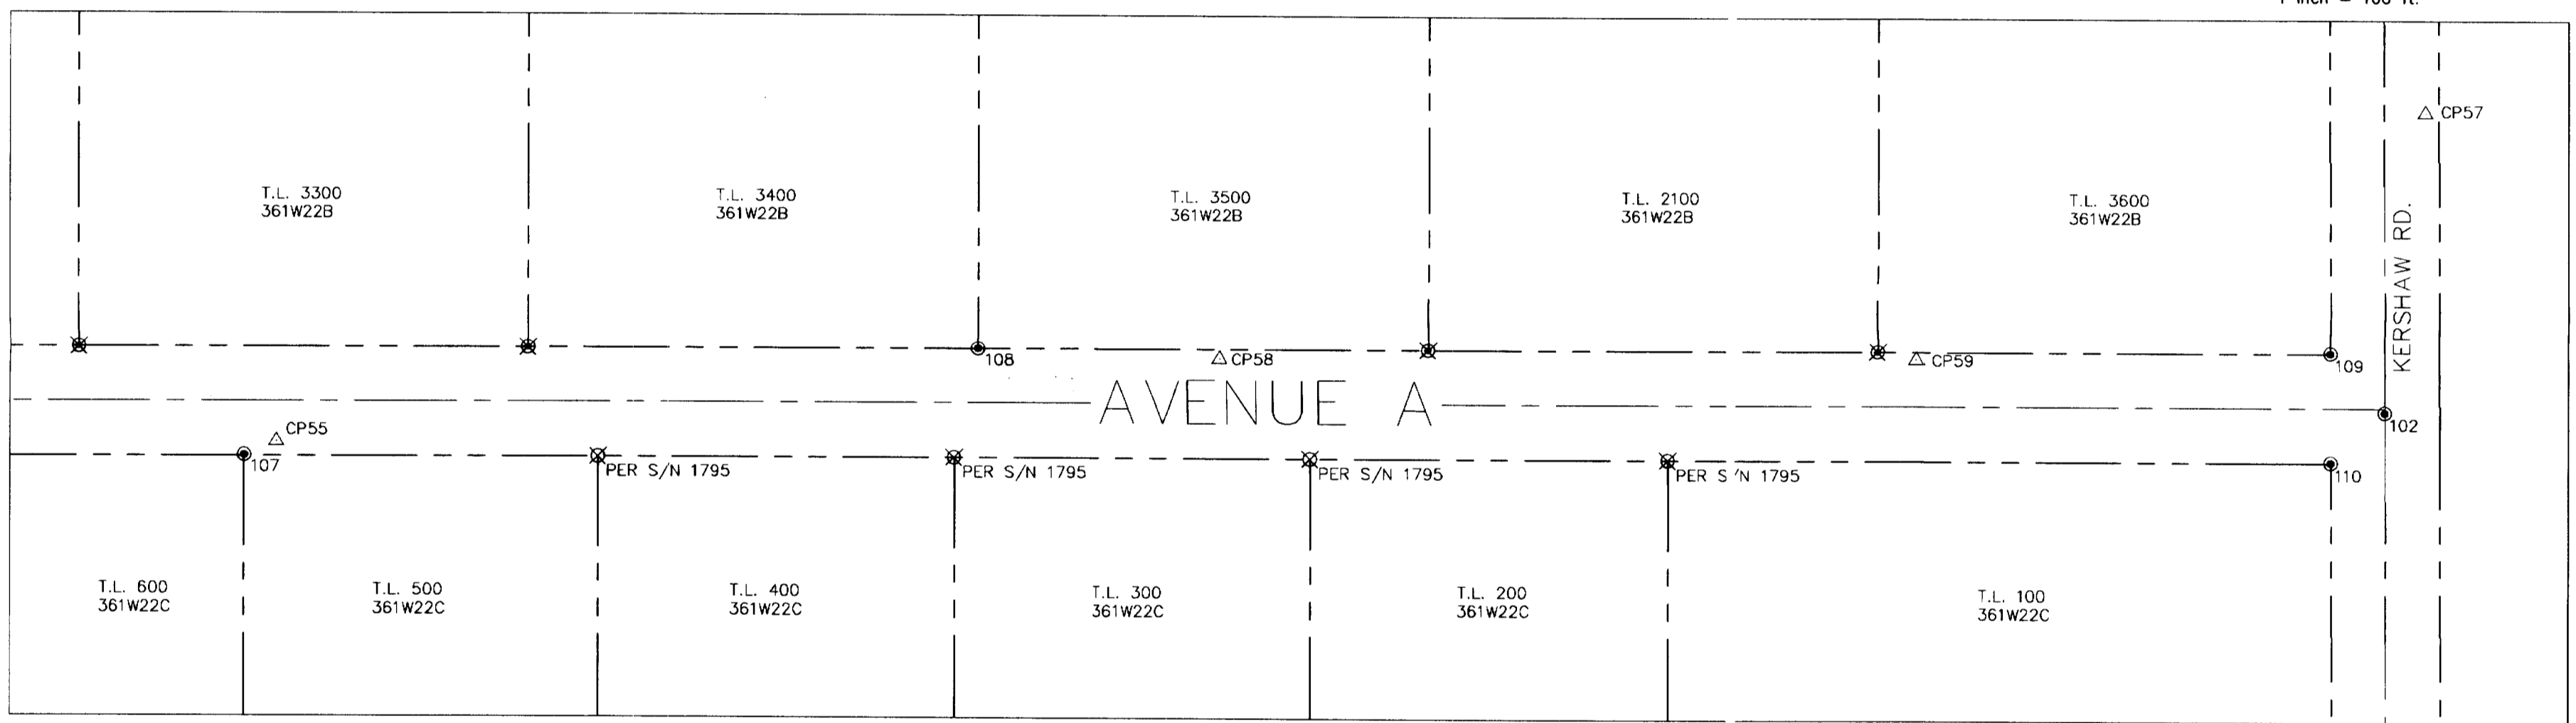 CP57
T.L. 3300
361W22B
T.L. 3400
361W22B
T.L. 3500
361W22B
T.L. 2100
361W22B
T.L. 3600
361W22B
KERSHAW RD.
108
CP58
CP59
109
AVENUE A
102
CP55
107
PER S/N 1795
PER S/N 1795
PER S/N 1795
PER S/N 1795
110
T.L. 600
361W22C
T.L. 500
361W22C
T.L. 400
361W22C
T.L. 300
361W22C
T.L. 200
361W22C
T.L. 100
361W22C